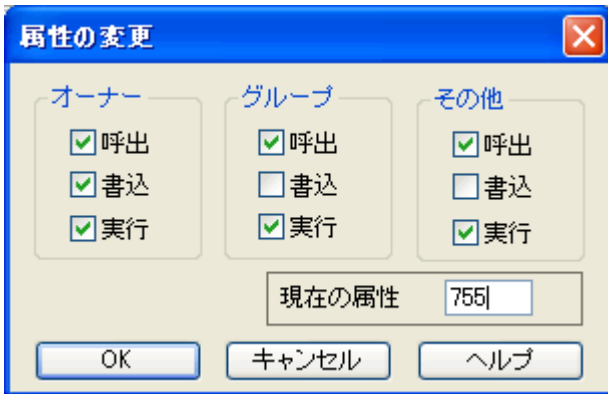 属性の変更
オーナー
呼出
書込
実行
グループ
呼出
書込
実行
その他
呼出
書込
実行
現在の属性 755
OK キャンセル ヘルプ